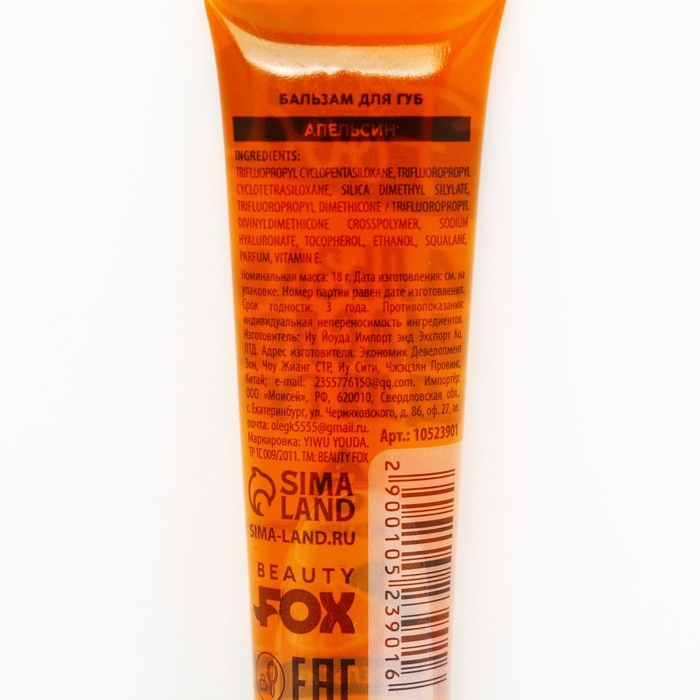 БАЛЬЗАМ ДЛЯ ГУБ
АПЕЛЬСИН
INGREDIENTS:
TRIFLUOPROPYL CYCLOPENTASILOXANE, TRIFLUOROPROPYL
CYCLOTETRASILOXANE, SILICA DIMETHYL SILYLATE,
TRIFLUOROPROPYL DIMETHICONE / TRIFLUOROPROPYL
DIVINYLDIMETHICONE CROSSPOLYMER, SODIUM
HYALURONATE, TOCOPHEROL, ETHANOL, SQUALANE,
PARFUM, VITAMIN E.
Номинальная масса: 18 г. Дата изготовления: см. на
упаковке. Номер партии равен дате изготовления.
Срок годности: 3 года. Противопоказания:
индивидуальная непереносимость ингредиентов.
Изготовитель: Иу Йоуда Импорт энд Экспорт Ко.
ЛТД. Адрес изготовителя: Экономик Девелопмент
Зон, Чоу Жианг СТР, Иу Сити, Чжэцзян Провинс,
Китай; e-mail: 2355776150@qq.com. Импортёр:
ООО «Моисей», РФ, 620010, Свердловская обл.,
г. Екатеринбург, ул. Черняховского, д. 86, оф. 27, эл.
почта: olegk5555@gmail.ru.
Маркировка: YIWU YOUDA.
ТР ТС 009/2011. ТМ: BEAUTY FOX
Арт.: 10523901
SIMA
LAND
SIMA-LAND.RU
BEAUTY
FOX
EAC
2900105239016